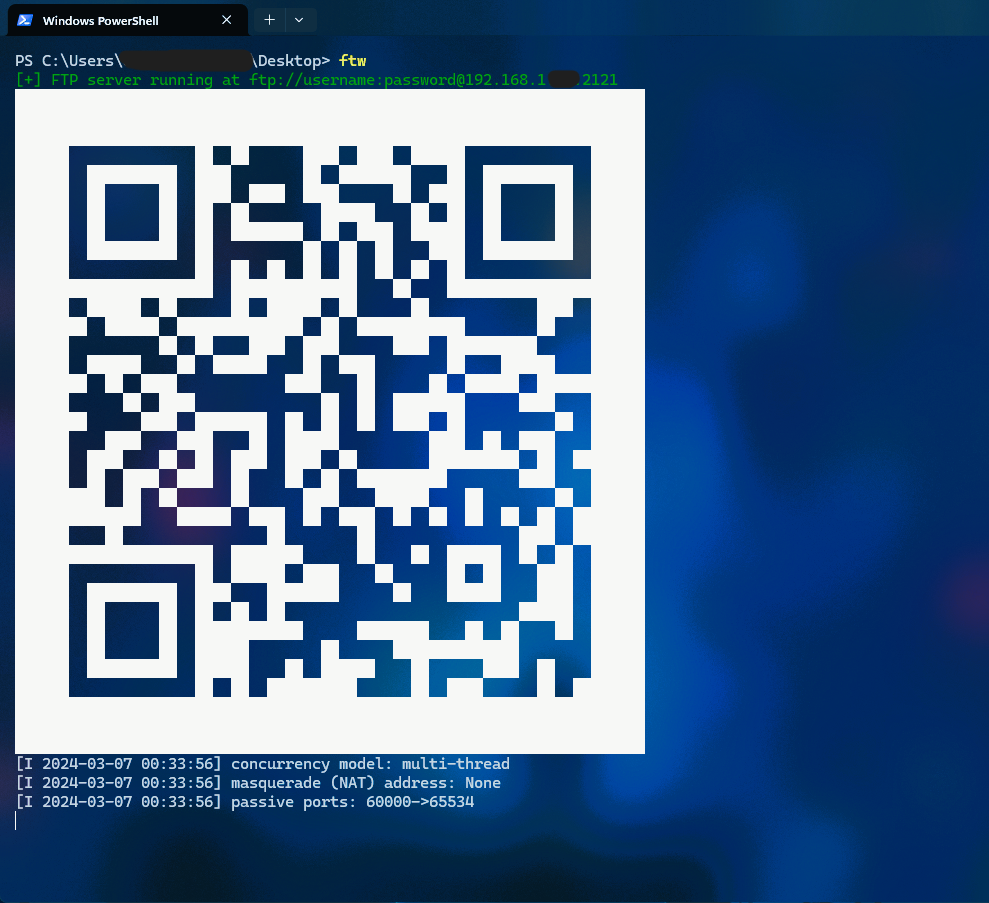 Windows PowerShell
PS C:\Users\ \Desktop> ftw
[+] FTP server running at ftp://username:password@192.168.1 2121
[I 2024-03-07 00:33:56] concurrency model: multi-thread
[I 2024-03-07 00:33:56] masquerade (NAT) address: None
[I 2024-03-07 00:33:56] passive ports: 60000->65534